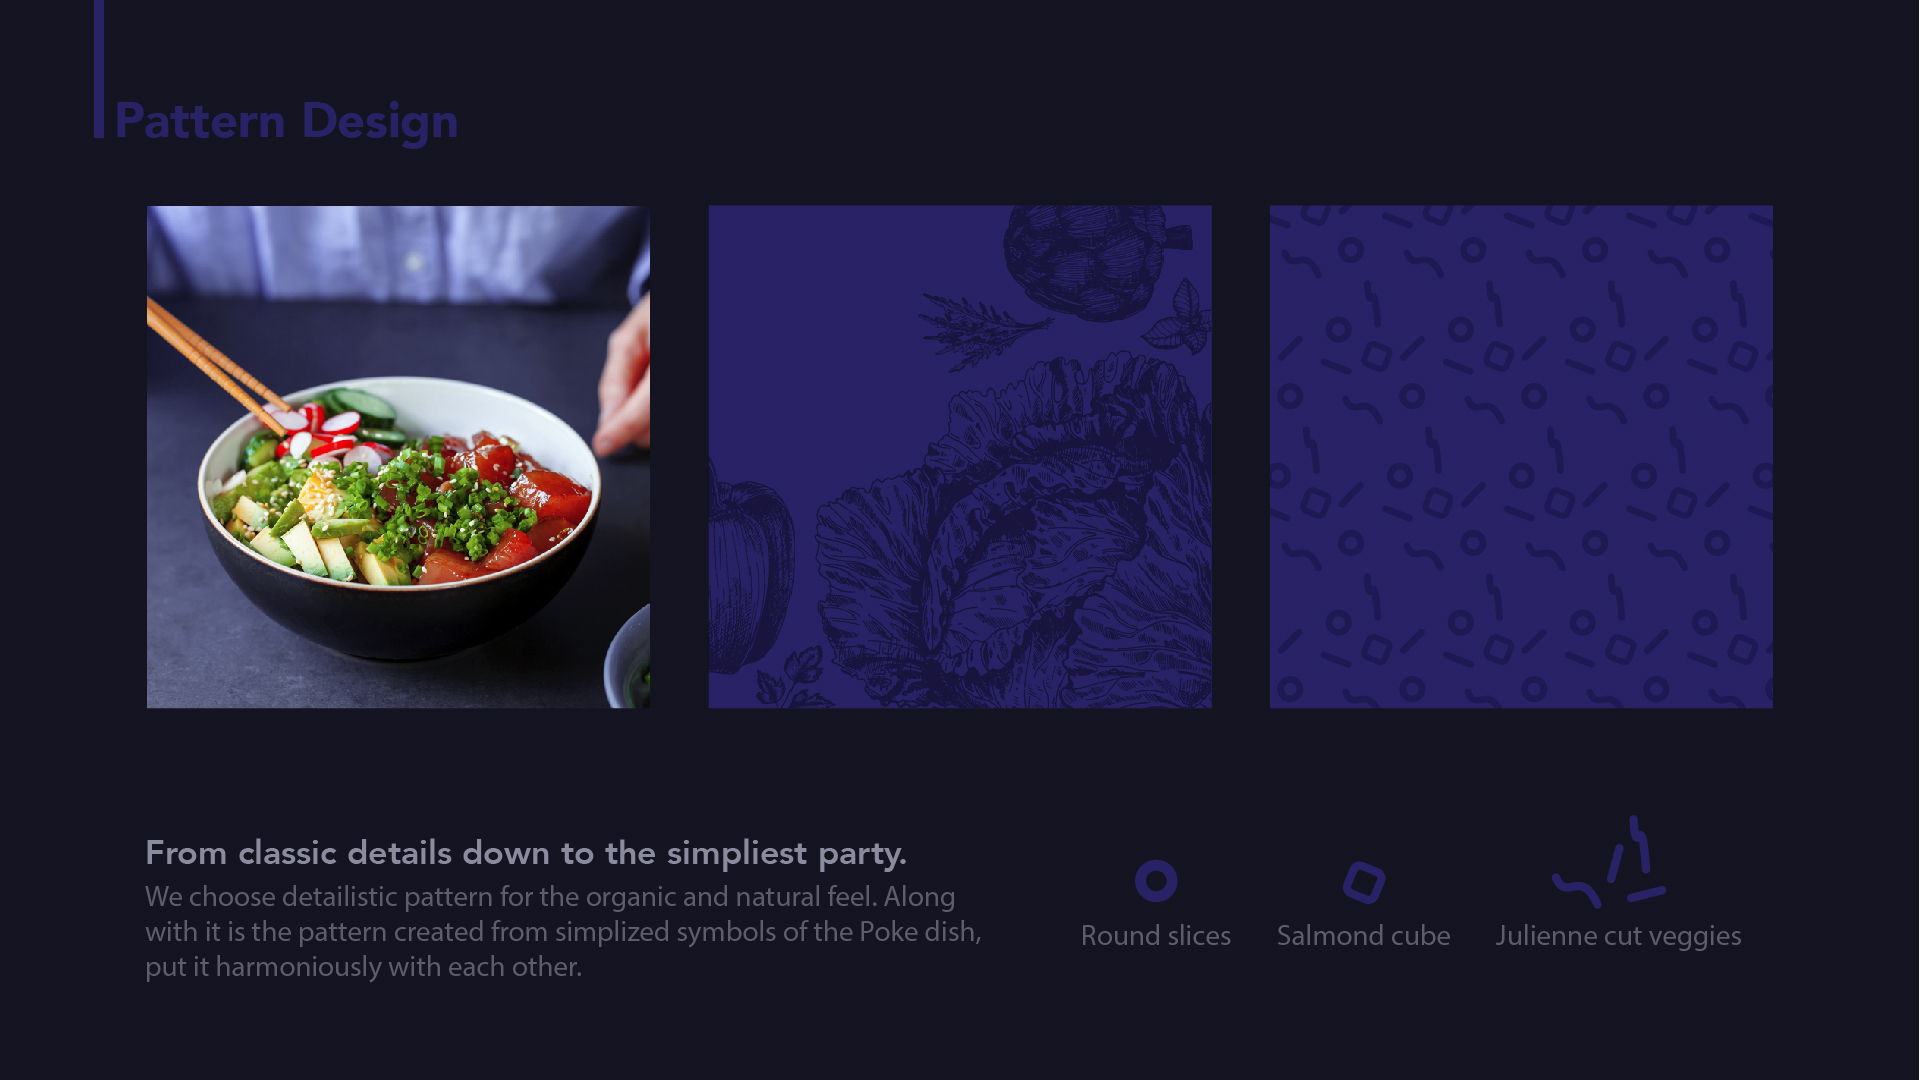 Pattern Design
From classic details down to the simpliest party.
We choose detailistic pattern for the organic and natural feel. Along
with it is the pattern created from simplized symbols of the Poke dish,
put it harmoniously with each other.
Round slices
Salmond cube
Julienne cut veggies